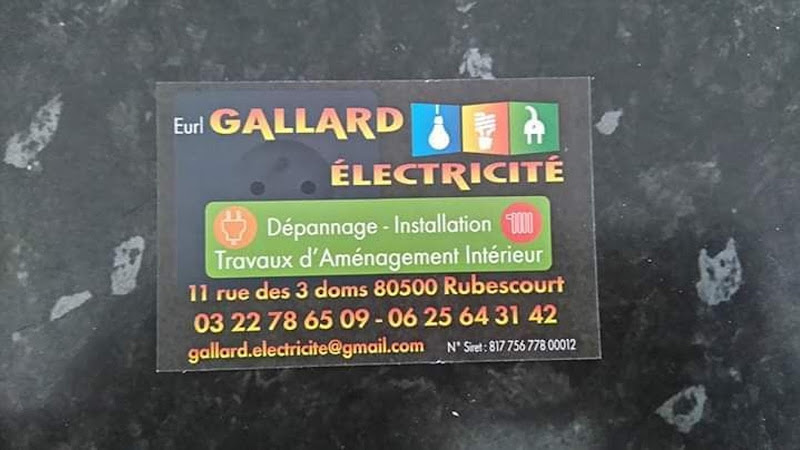 Eurl GALLARD
ÉLECTRICITÉ
Dépannage - Installation
Travaux d'Aménagement Intérieur
11 rue des 3 doms 80500 Rubescourt
03 22 78 65 09 - 06 25 64 31 42
gallard.electricite@gmail.com N° Siret : 817 756 778 00012